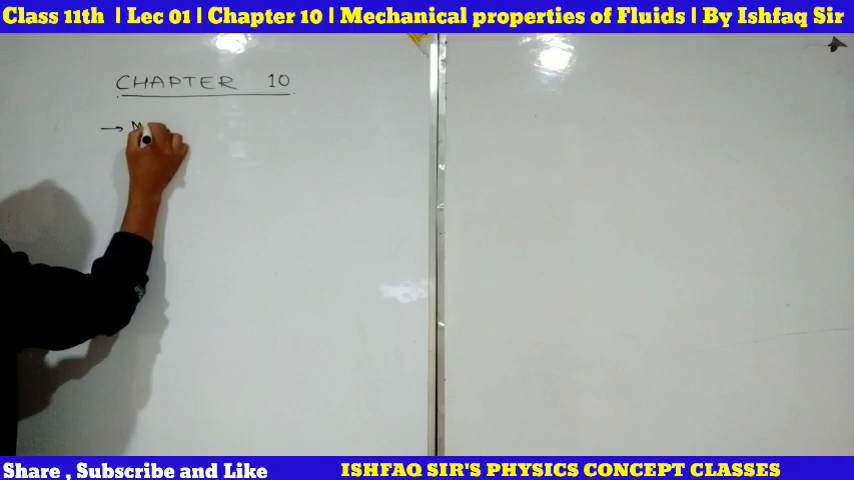 Class 11th | Lec 01 | Chapter 10 | Mechanical properties of Fluids | By Ishfaq Sir
CHAPTER 10
→ M
Share , Subscribe and Like
ISHFAQ SIR'S PHYSICS CONCEPT CLASSES